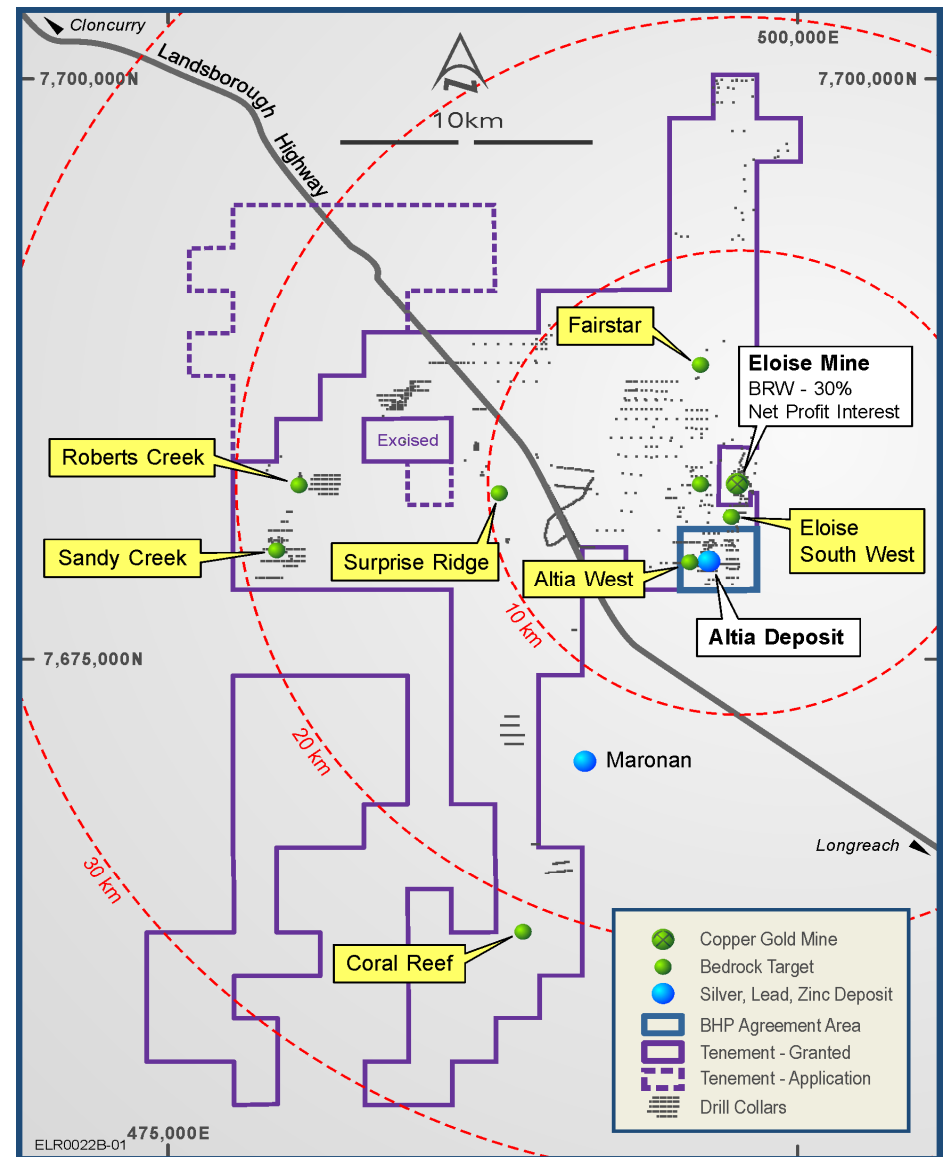 Cloncurry
500,000E
7,700,000N
7,700,000N
Landsborough
Highway
10km
Fairstar
Eloise Mine
BRW - 30%
Net Profit Interest
Excised
Roberts Creek
Sandy Creek
Surprise Ridge
Altia West
Eloise
South West
Altia Deposit
10 km
7,675,000N
20 km
Maronan
30 km
Longreach
Coral Reef
Copper Gold Mine
Bedrock Target
Silver, Lead, Zinc Deposit
BHP Agreement Area
Tenement - Granted
Tenement - Application
Drill Collars
475,000E
ELR0022B-01